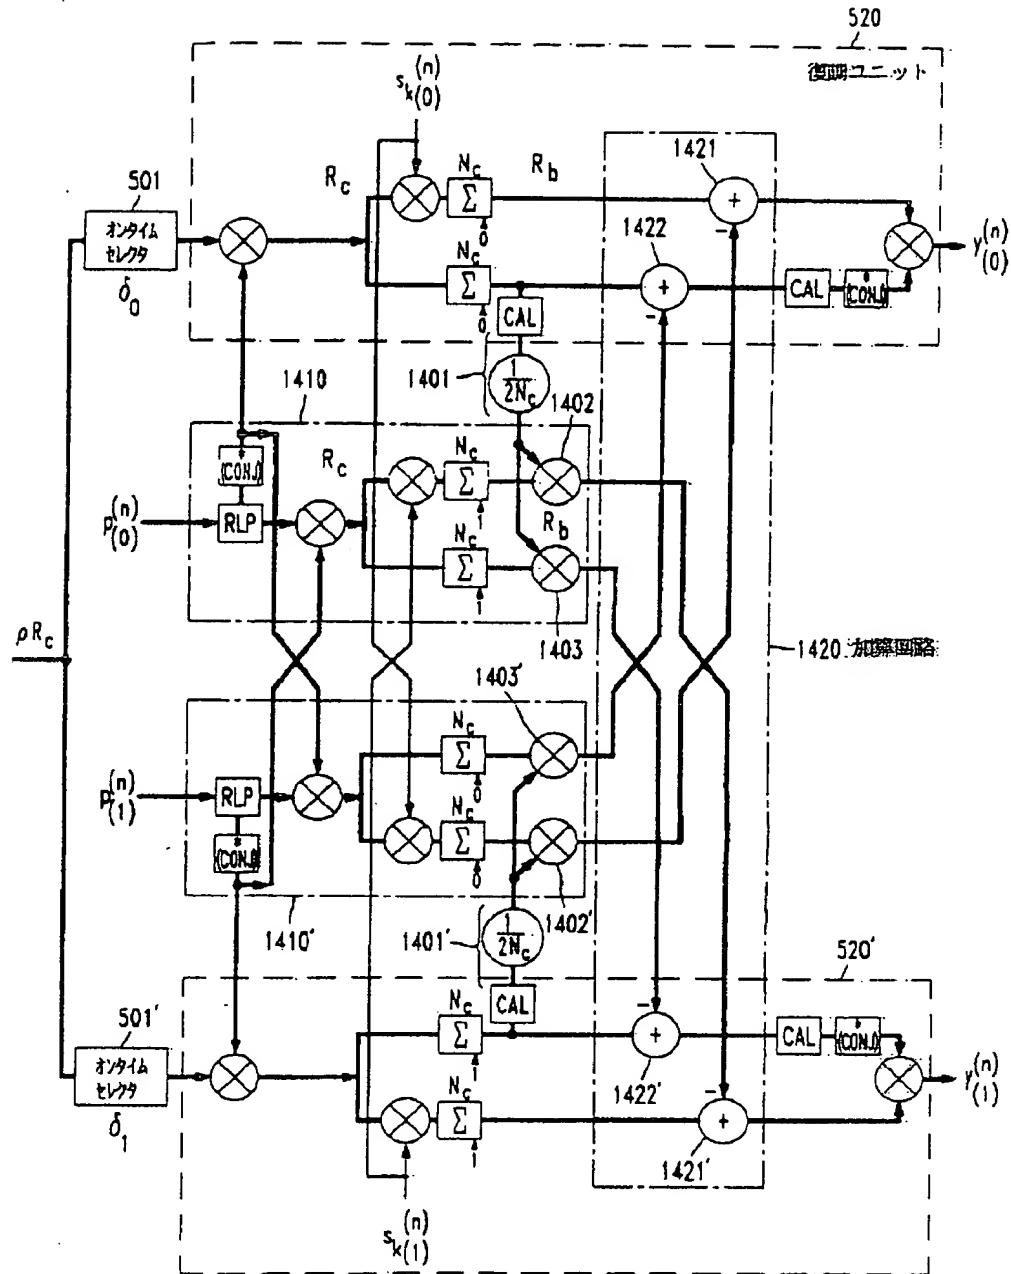 520
復調ユニット
s_k(0)^(n)
1421
501
R_c
N_c
R_b
オンタイム
セレクタ
Σ
+
y(0)^(n)
δ_0
0
1422
N_c
Σ
+
CAL
*
(CONJ)
0
-
-
CAL
1401
1/2N_c
1410
1402
*
(CONJ)
R_c
N_c
Σ
1
p(0)^(n)
RLP
N_c
R_b
Σ
1
1403
ρR_c
1420 加算回路
1403'
N_c
Σ
0
p(1)^(n)
RLP
N_c
Σ
0
*
(CONJ)
1402'
1410'
1401'
1/2N_c
520'
CAL
N_c
Σ
1
-
+
CAL
*
(CONJ)
501'
オンタイム
セレクタ
δ_1
N_c
Σ
1
1422'
-
+
y(1)^(n)
1421'
s_k(1)^(n)